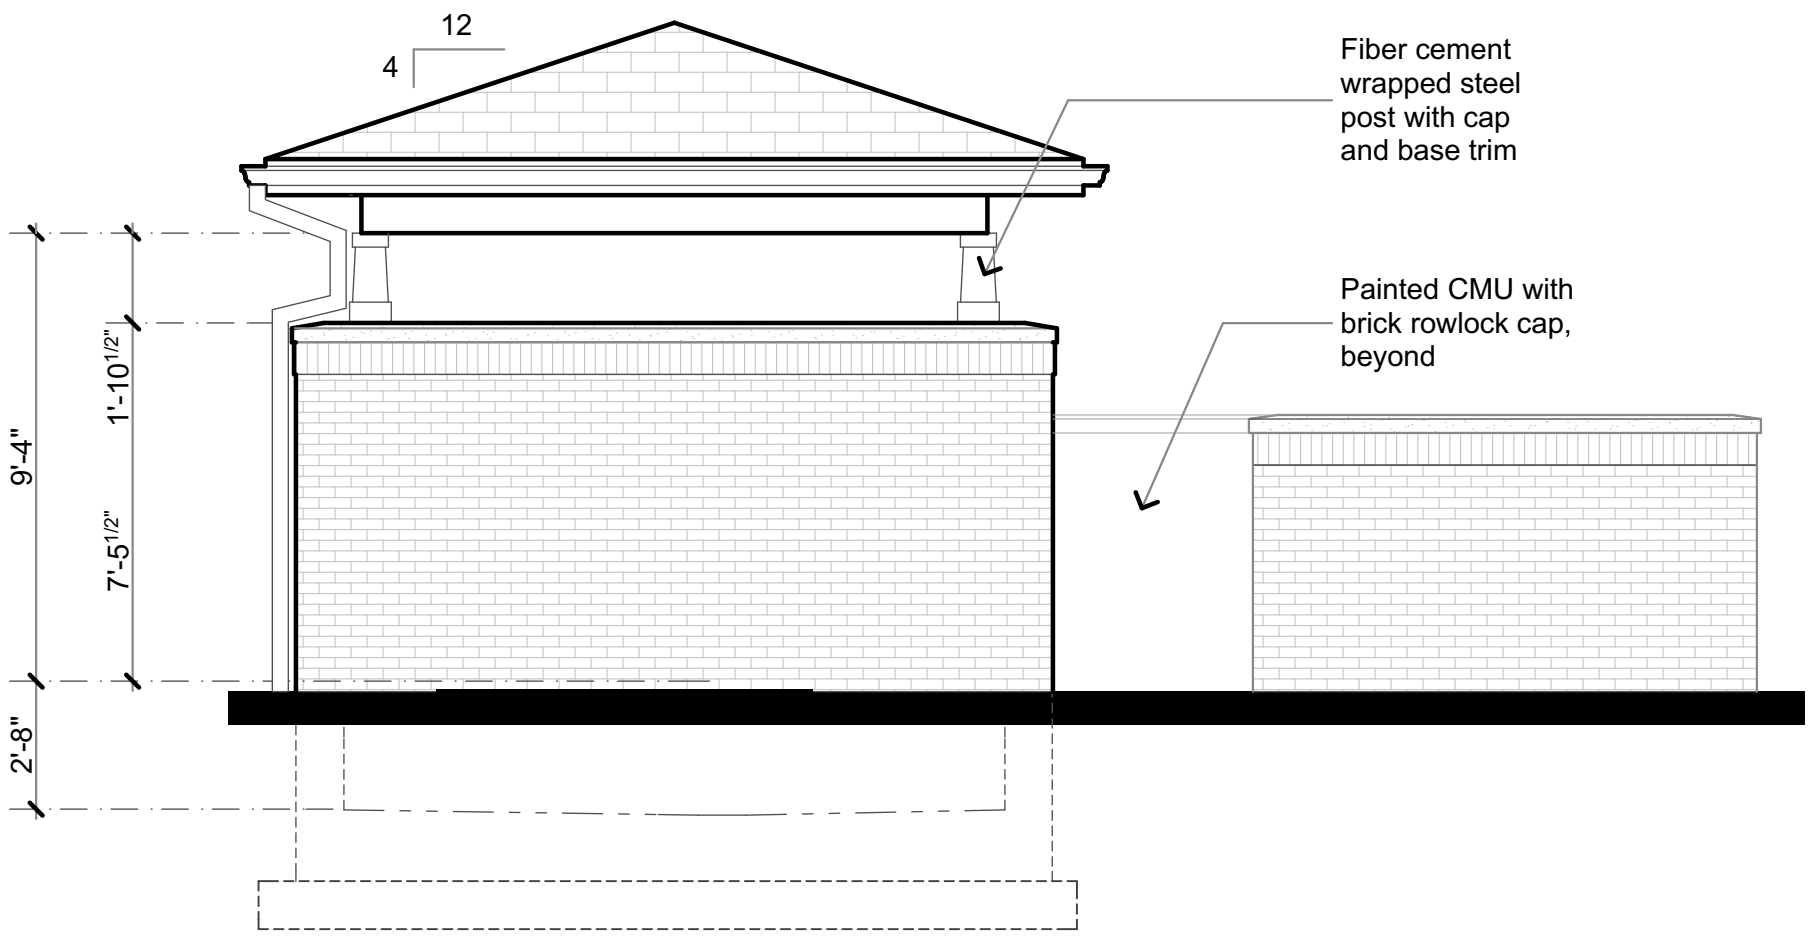 12
4
Fiber cement
wrapped steel
post with cap
and base trim
Painted CMU with
brick rowlock cap,
beyond
1'-10 1/2"
9'-4"
7'-5 1/2"
2'-8"